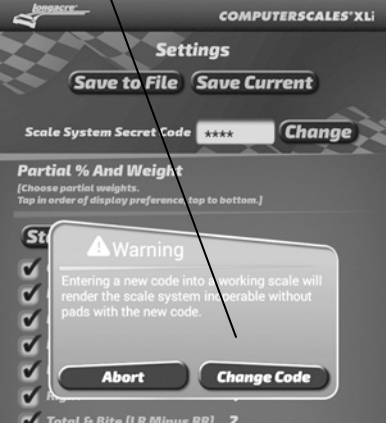 longacre
COMPUTERSCALES XLi
Settings
Save to File Save Current
Scale System Secret Code **** Change
Partial % And Weight
[Choose partial weights.
Tap in order of display preference, top to bottom.]
St
Warning
Entering a new code into a working scale will
render the scale system inoperable without
pads with the new code.
Abort Change Code
Total & Bite [LR Minus RR] 2